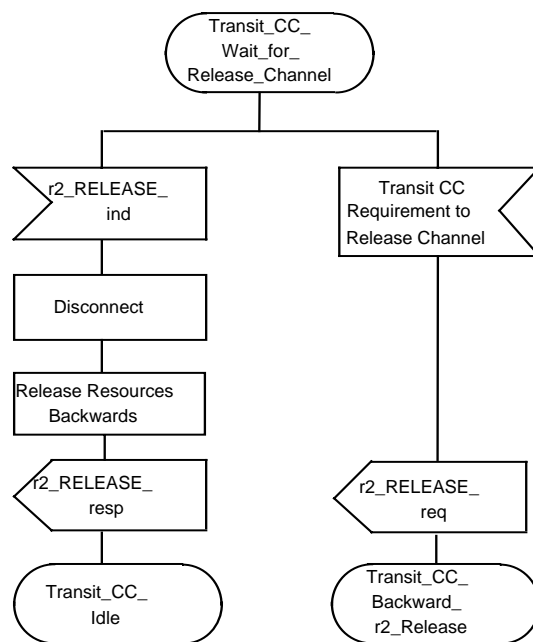 Transit_CC_
Wait_for_
Release_Channel
r2_RELEASE_
ind
Transit CC
Requirement to
Release Channel
Disconnect
Release Resources
Backwards
r2_RELEASE_
resp
r2_RELEASE_
req
Transit_CC_
Idle
Transit_CC_
Backward_
r2_Release